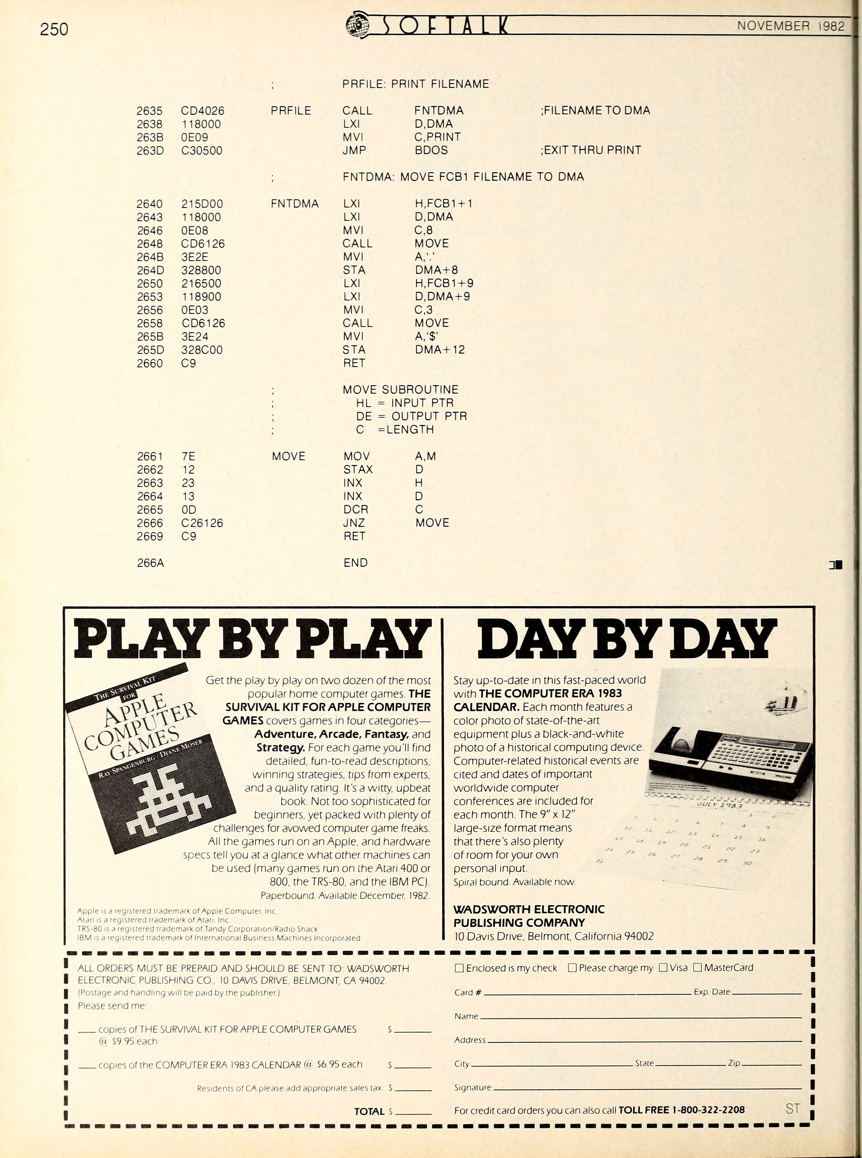 250
SOFTALK
NOVEMBER 1982
; PRFILE: PRINT FILENAME
2635 CD4026 PRFILE CALL FNTDMA ;FILENAME TO DMA
2638 118000 LXI D,DMA
263B 0E09 MVI C,PRINT
263D C30500 JMP BDOS ;EXIT THRU PRINT
; FNTDMA: MOVE FCB1 FILENAME TO DMA
2640 215D00 FNTDMA LXI H,FCB1+1
2643 118000 LXI D,DMA
2646 0E08 MVI C,8
2648 CD6126 CALL MOVE
264B 3E2E MVI A,'.'
264D 328800 STA DMA+8
2650 216500 LXI H,FCB1+9
2653 118900 LXI D,DMA+9
2656 0E03 MVI C,3
2658 CD6126 CALL MOVE
265B 3E24 MVI A,'$'
265D 328C00 STA DMA+12
2660 C9 RET
; MOVE SUBROUTINE
; HL = INPUT PTR
; DE = OUTPUT PTR
; C =LENGTH
2661 7E MOVE MOV A,M
2662 12 STAX D
2663 23 INX H
2664 13 INX D
2665 0D DCR C
2666 C26126 JNZ MOVE
2669 C9 RET
266A END
PLAY BY PLAY
THE SURVIVAL KIT
FOR
APPLE
COMPUTER
GAMES
RAY SPANGENBURG / DIANE MOSER
Get the play by play on two dozen of the most
popular home computer games. THE
SURVIVAL KIT FOR APPLE COMPUTER
GAMES covers games in four categories—
Adventure, Arcade, Fantasy, and
Strategy. For each game you'll find
detailed, fun-to-read descriptions,
winning strategies, tips from experts,
and a quality rating. It's a witty, upbeat
book. Not too sophisticated for
beginners, yet packed with plenty of
challenges for avowed computer game freaks.
All the games run on an Apple, and hardware
specs tell you at a glance what other machines can
be used (many games run on the Atari 400 or
800, the TRS-80, and the IBM PC).
Paperbound. Available December, 1982.
Apple is a registered trademark of Apple Computer, Inc.
Atari is a registered trademark of Atari, Inc.
TRS-80 is a registered trademark of Tandy Corporation/Radio Shack
IBM is a registered trademark of International Business Machines Incorporated
DAY BY DAY
Stay up-to-date in this fast-paced world
with THE COMPUTER ERA 1983
CALENDAR. Each month features a
color photo of state-of-the-art
equipment plus a black-and-white
photo of a historical computing device.
Computer-related historical events are
cited and dates of important
worldwide computer
conferences are included for
each month. The 9" x 12"
large-size format means
that there's also plenty
of room for your own
personal input.
Spiral bound. Available now.
JULY 1983
WADSWORTH ELECTRONIC
PUBLISHING COMPANY
10 Davis Drive, Belmont, California 94002
ALL ORDERS MUST BE PREPAID AND SHOULD BE SENT TO: WADSWORTH
ELECTRONIC PUBLISHING CO., 10 DAVIS DRIVE, BELMONT, CA 94002.
(Postage and handling will be paid by the publisher.)
Please send me:
copies of THE SURVIVAL KIT FOR APPLE COMPUTER GAMES $
@ $9.95 each
copies of the COMPUTER ERA 1983 CALENDAR @ $6.95 each $
Residents of CA please add appropriate sales tax $
TOTAL $
Enclosed is my check Please charge my Visa MasterCard
Card # Exp. Date
Name
Address
City State Zip
Signature
For credit card orders you can also call TOLL FREE 1-800-322-2208 ST